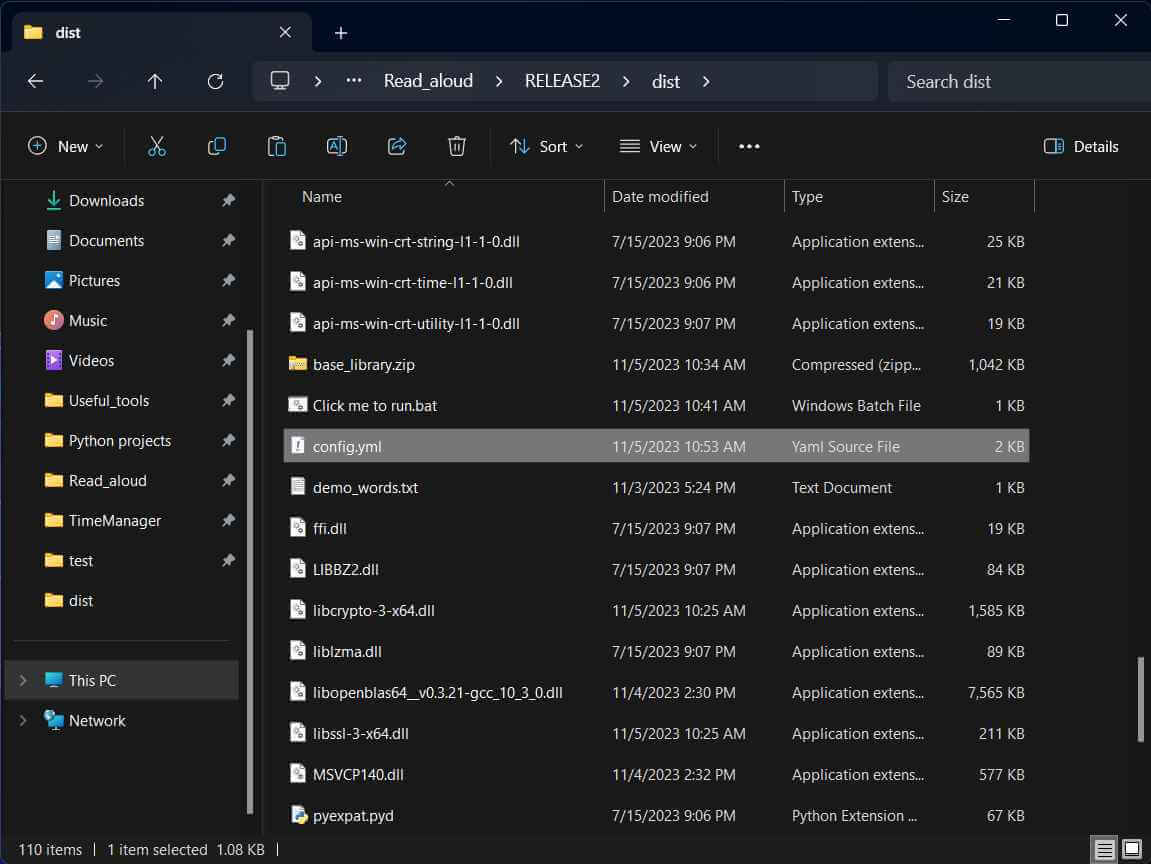 dist
Read_aloud RELEASE2 dist Search dist
New Sort View Details
Downloads
Documents
Pictures
Music
Videos
Useful_tools
Python projects
Read_aloud
TimeManager
test
dist
This PC
Network
Name Date modified Type Size
api-ms-win-crt-string-l1-1-0.dll 7/15/2023 9:06 PM Application extens... 25 KB
api-ms-win-crt-time-l1-1-0.dll 7/15/2023 9:06 PM Application extens... 21 KB
api-ms-win-crt-utility-l1-1-0.dll 7/15/2023 9:07 PM Application extens... 19 KB
base_library.zip 11/5/2023 10:34 AM Compressed (zipp... 1,042 KB
Click me to run.bat 11/5/2023 10:41 AM Windows Batch File 1 KB
config.yml 11/5/2023 10:53 AM Yaml Source File 2 KB
demo_words.txt 11/3/2023 5:24 PM Text Document 1 KB
ffi.dll 7/15/2023 9:07 PM Application extens... 19 KB
LIBBZ2.dll 7/15/2023 9:07 PM Application extens... 84 KB
libcrypto-3-x64.dll 11/5/2023 10:25 AM Application extens... 1,585 KB
liblzma.dll 7/15/2023 9:07 PM Application extens... 89 KB
libopenblas64__v0.3.21-gcc_10_3_0.dll 11/4/2023 2:30 PM Application extens... 7,565 KB
libssl-3-x64.dll 11/5/2023 10:25 AM Application extens... 211 KB
MSVCP140.dll 11/4/2023 2:32 PM Application extens... 577 KB
pyexpat.pyd 7/15/2023 9:07 PM Python Extension ... 67 KB
110 items 1 item selected 1.08 KB